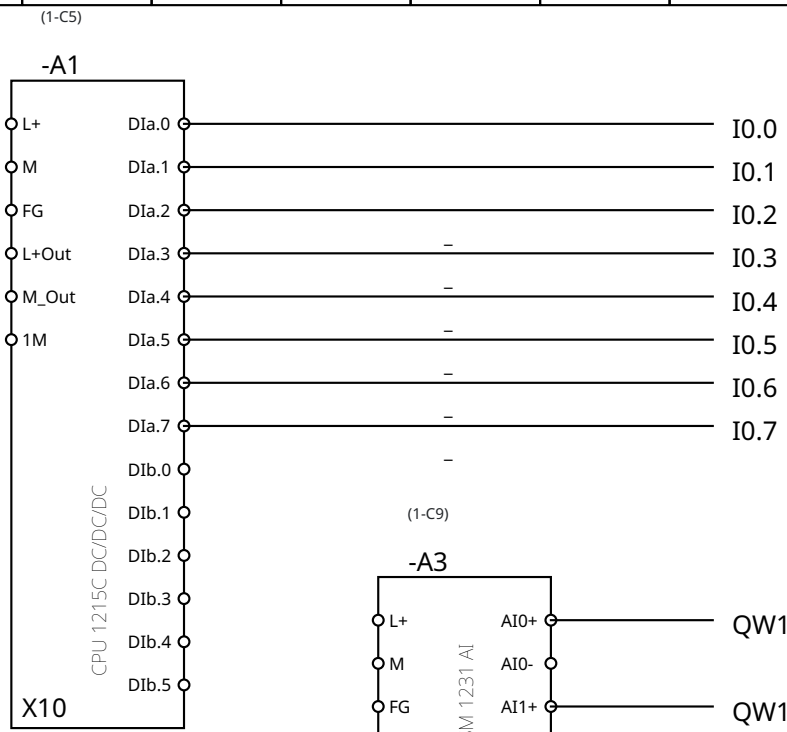 (1-C5)
-A1
L+ DIa.0 I0.0
M DIa.1 I0.1
FG DIa.2 I0.2
L+Out DIa.3 – I0.3
M_Out DIa.4 – I0.4
1M DIa.5 – I0.5
DIa.6 – I0.6
DIa.7 – I0.7
DIb.0 –
DIb.1
DIb.2
DIb.3
DIb.4
DIb.5
CPU 1215C DC/DC/DC
X10
(1-C9)
-A3
L+ AI0+ QW1
M AI0-
FG AI1+ QW1
1231 AI